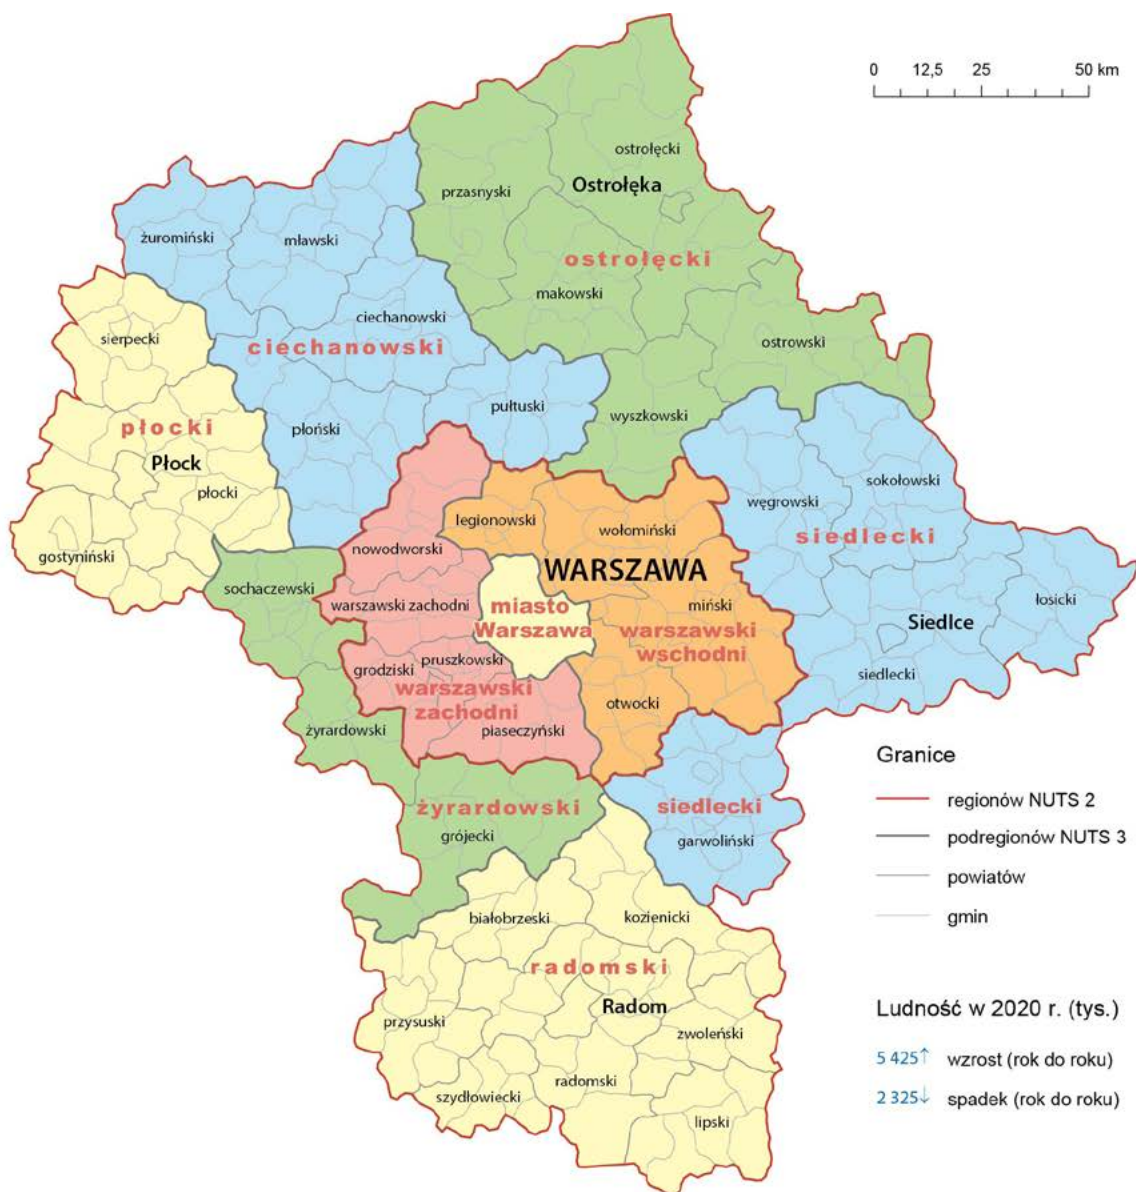 0 12,5 25 50 km
ostrołęcki
Ostrołęka
przasnyski
żuromiński
mławski
ostrołęcki
makowski
ciechanowski
sierpecki
ciechanowski
ostrowski
pułtuski
wyszkowski
płocki
płoński
Płock
płocki
sokołowski
węgrowski
legionowski
wołomiński
siedlecki
nowodworski
gostyniński
WARSZAWA
sochaczewski
warszawski zachodni
miasto
Warszawa
miński
łosicki
Siedlce
warszawski
wschodni
pruszkowski
grodziski
siedlecki
warszawski
zachodni
otwocki
żyrardowski
piaseczyński
Granice
regionów NUTS 2
podregionów NUTS 3
powiatów
gmin
żyrardowski
siedlecki
grójecki
garwoliński
białobrzeski
kozienicki
radomski
Radom
przysuski
zwoleński
radomski
szydłowiecki
lipski
Ludność w 2020 r. (tys.)
5 425↑ wzrost (rok do roku)
2 325↓ spadek (rok do roku)